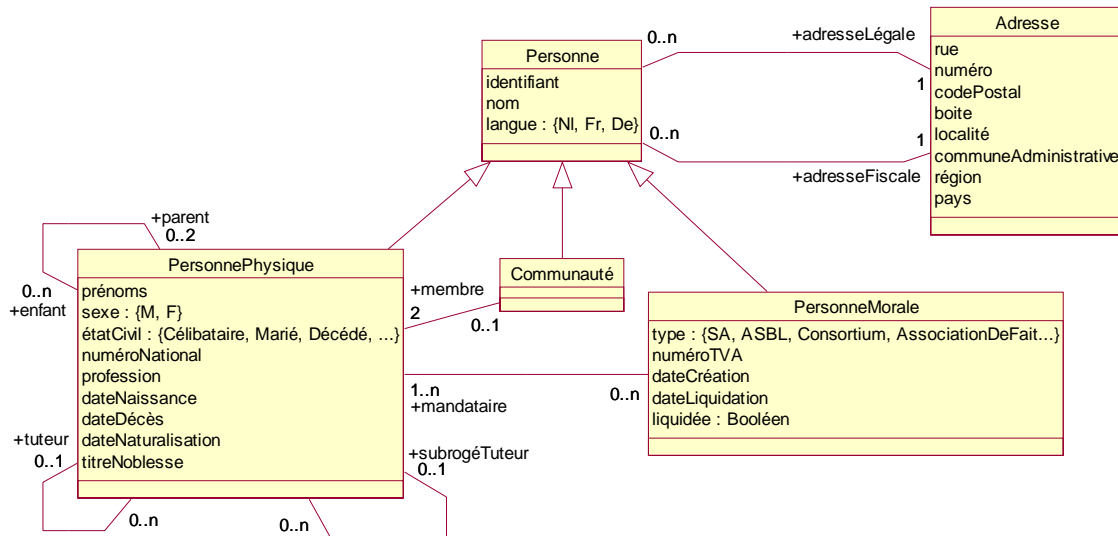 Personne
identifiant
nom
langue : {Nl, Fr, De}
0..n
+adresseLégale
1
0..n
1
+adresseFiscale
Adresse
rue
numéro
codePostal
boite
localité
communeAdministrative
région
pays
+parent
0..2
0..n
+enfant
PersonnePhysique
prénoms
sexe : {M, F}
étatCivil : {Célibataire, Marié, Décédé, ...}
numéroNational
profession
dateNaissance
dateDécès
dateNaturalisation
titreNoblesse
+membre
2
0..1
Communauté
PersonneMorale
type : {SA, ASBL, Consortium, AssociationDeFait...}
numéroTVA
dateCréation
dateLiquidation
liquidée : Booléen
1..n
+mandataire
0..n
+tuteur
0..1
0..n
+subrogéTuteur
0..1
0..n